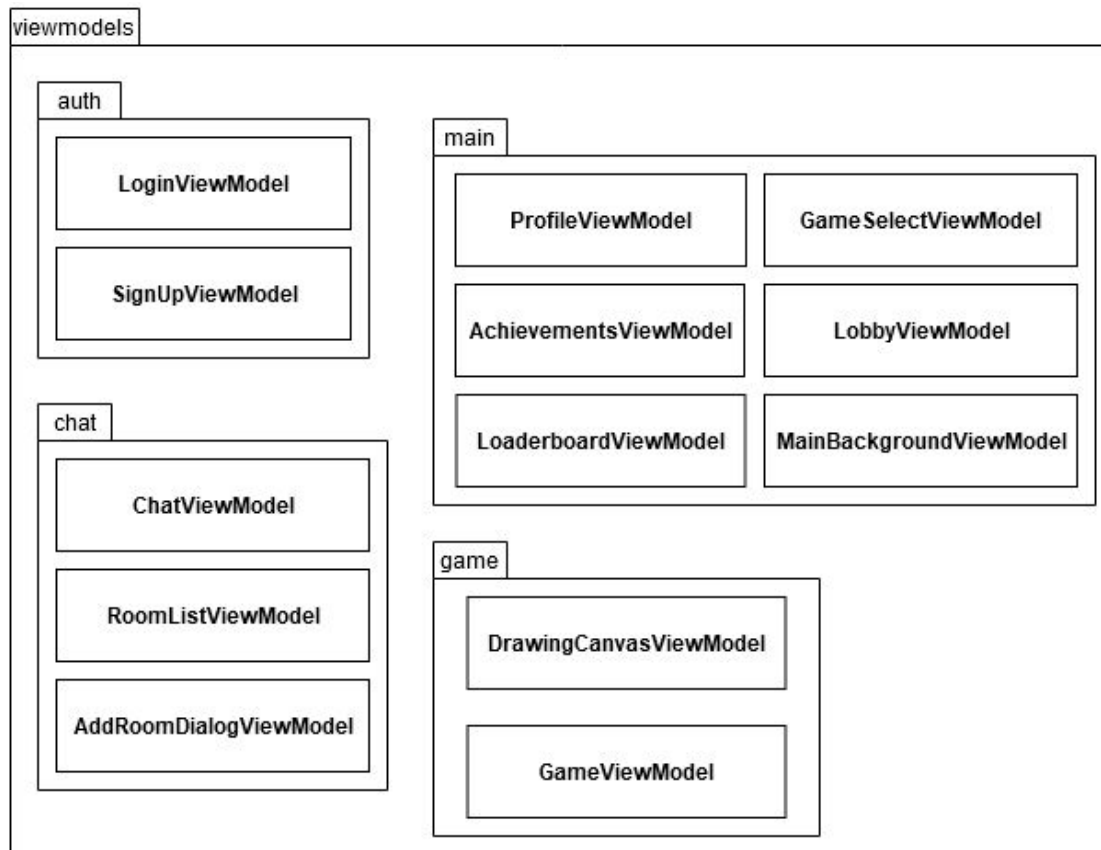 viewmodels
auth
LoginViewModel
SignUpViewModel
main
ProfileViewModel
GameSelectViewModel
AchievementsViewModel
LobbyViewModel
LoaderboardViewModel
MainBackgroundViewModel
chat
ChatViewModel
RoomListViewModel
AddRoomDialogViewModel
game
DrawingCanvasViewModel
GameViewModel